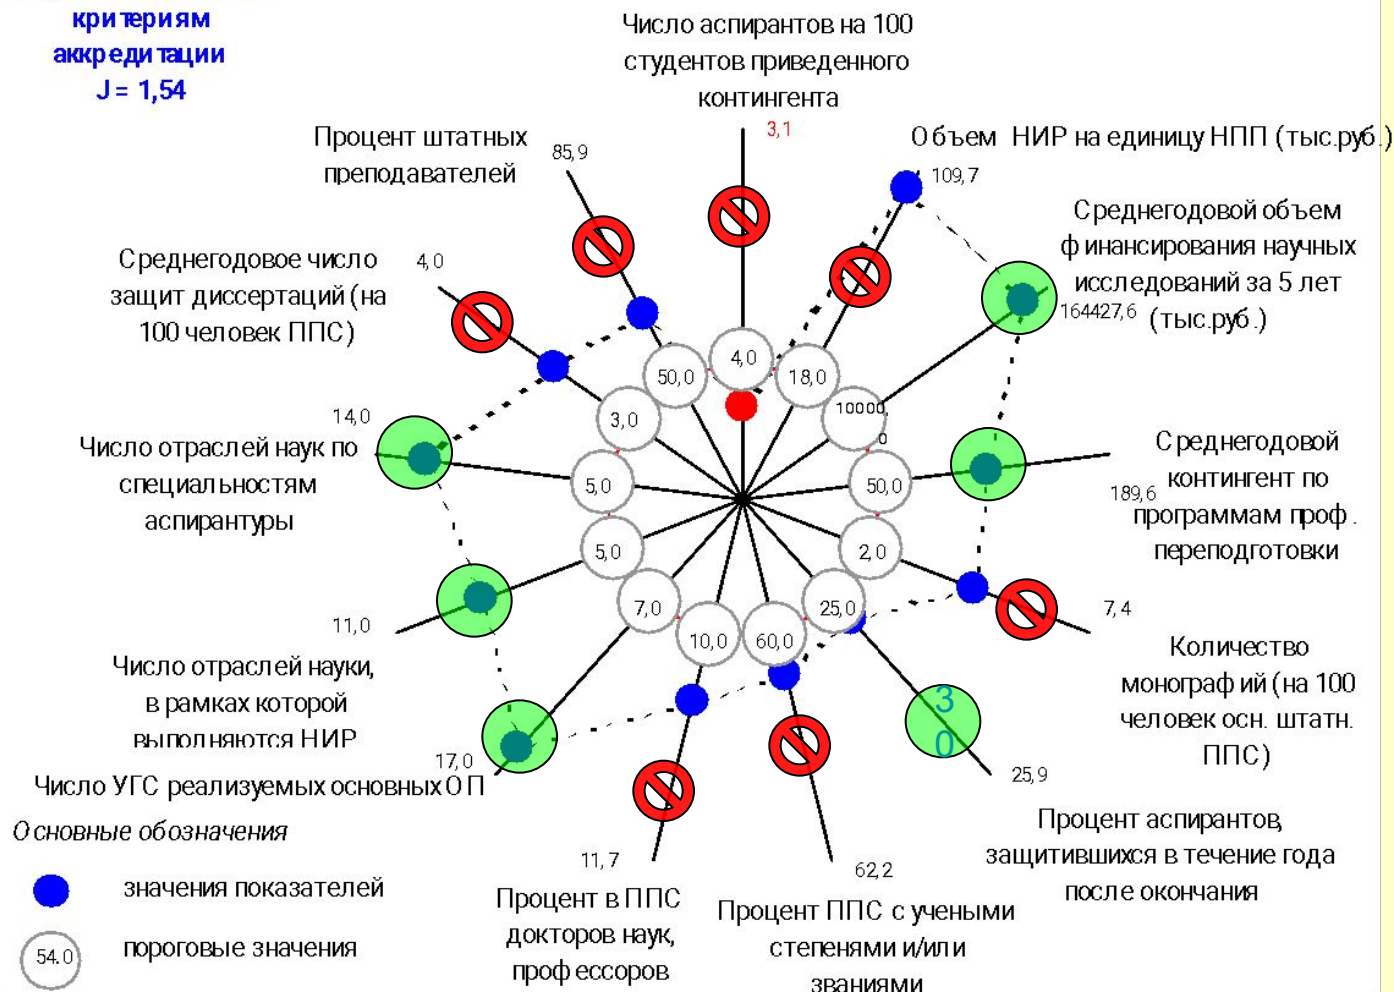 критериям
аккредитации
J = 1,54
Число аспирантов на 100
студентов приведенного
контингента
3,1
Объем НИР на единицу НПП (тыс.руб.)
109,7
Процент штатных
преподавателей
85,9
Среднегодовой объем
финансирования научных
исследований за 5 лет
(тыс.руб.)
164427,6
Среднегодовое число
защит диссертаций (на
100 человек ППС)
4,0
4,0
50,0
18,0
3,0
10000,
0
14,0
Число отраслей наук по
специальностям
аспирантуры
5,0
50,0
Среднегодовой
контингент по
программам проф.
переподготовки
189,6
5,0
2,0
7,4
Количество
монографий (на 100
человек осн. штатн.
ППС)
11,0
Число отраслей науки,
в рамках которой
выполняются НИР
7,0
10,0
60,0
25,0
30
25,9
Процент аспирантов,
защитившихся в течение года
после окончания
17,0
Число УГС реализуемых основных ОП
11,7
Процент в ППС
докторов наук,
профессоров
62,2
Процент ППС с учеными
степенями и/или
званиями
Основные обозначения
значения показателей
54.0
пороговые значения